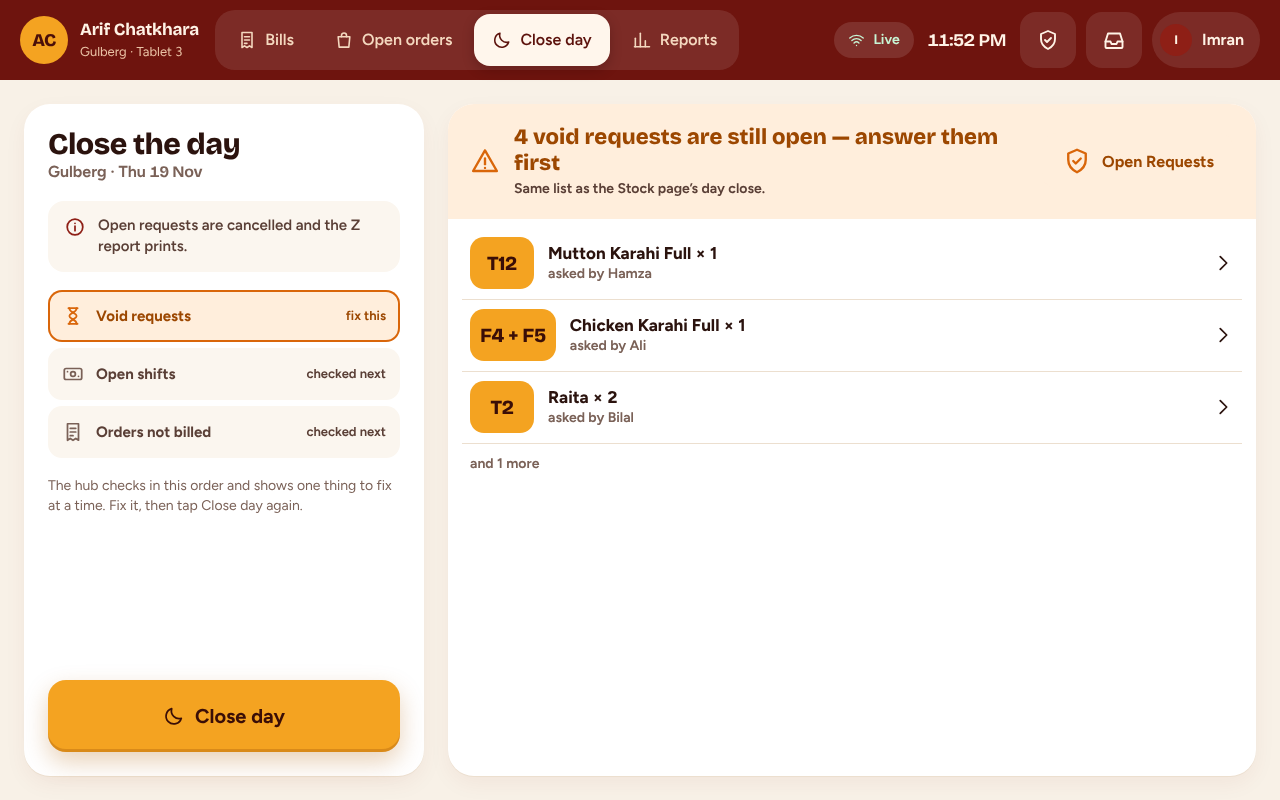 AC
Arif Chatkhara
Gulberg · Tablet 3
Bills
Open orders
Close day
Reports
Live
11:52 PM
I
Imran
Close the day
Gulberg · Thu 19 Nov
Open requests are cancelled and the Z
report prints.
Void requests
fix this
Open shifts
checked next
Orders not billed
checked next
The hub checks in this order and shows one thing to fix
at a time. Fix it, then tap Close day again.
Close day
4 void requests are still open — answer them
first
Same list as the Stock page’s day close.
Open Requests
T12
Mutton Karahi Full × 1
asked by Hamza
F4 + F5
Chicken Karahi Full × 1
asked by Ali
T2
Raita × 2
asked by Bilal
and 1 more